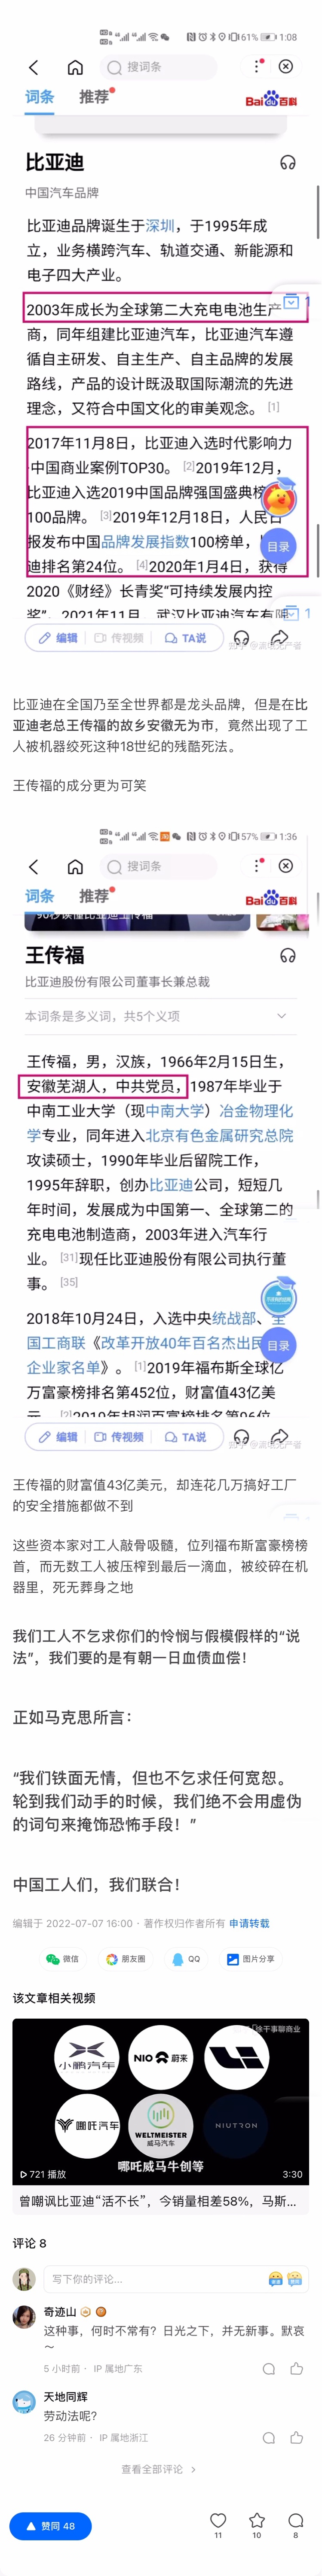 61% 1:08
搜词条
词条 推荐
Bai百科
比亚迪
中国汽车品牌
比亚迪品牌诞生于深圳，于1995年成
立，业务横跨汽车、轨道交通、新能源和
电子四大产业。
2003年成长为全球第二大充电电池生产
商，同年组建比亚迪汽车，比亚迪汽车遵
循自主研发、自主生产、自主品牌的发展
路线，产品的设计既汲取国际潮流的先进
理念，又符合中国文化的审美观念。[1]
2017年11月8日，比亚迪入选时代影响力
·中国商业案例TOP30。[2]2019年12月，
比亚迪入选2019中国品牌强国盛典榜
100品牌。[3]2019年12月18日，人民日
报发布中国品牌发展指数100榜单，
迪排名第24位。[4]2020年1月4日，获得
目录
2020《财经》长青奖“可持续发展内控
奖”。2021年11月，武汉比亚迪汽车有限
编辑 传视频 TA说
比亚迪在全国乃至全世界都是龙头品牌，但是在比
亚迪老总王传福的故乡安徽无为市，竟然出现了工
人被机器绞死这种18世纪的残酷死法。
王传福的成分更为可笑
57% 1:36
搜词条
词条 推荐
Bai百科
90秒读懂比亚迪王传福
王传福
比亚迪股份有限公司董事长兼总裁
本词条是多义词，共5个义项
王传福，男，汉族，1966年2月15日生，
安徽芜湖人，中共党员，1987年毕业于
中南工业大学（现中南大学）冶金物理化
学专业，同年进入北京有色金属研究总院
攻读硕士，1990年毕业后留院工作，
1995年辞职，创办比亚迪公司，短短几
年时间，发展成为中国第一、全球第二的
充电电池制造商，2003年进入汽车行
业。[31]现任比亚迪股份有限公司执行董
事。[35]
2018年10月24日，入选中央统战部、全
国工商联《改革开放40年百名杰出民
目录
企业家名单》。[1]2019年福布斯全球亿
万富豪榜排名第452位，财富值43亿美
元。[2]2019年胡润百富榜排名第96位
编辑 传视频 TA说
王传福的财富值43亿美元，却连花几万搞好工厂
的安全措施都做不到
这些资本家对工人敲骨吸髓，位列福布斯富豪榜榜
首，而无数工人被压榨到最后一滴血，被绞碎在机
器里，死无葬身之地
我们工人不乞求你们的怜悯与假模假样的“说
法”，我们要的是有朝一日血债血偿！
正如马克思所言：
“我们铁面无情，但也不乞求任何宽恕。
轮到我们动手的时候，我们绝不会用虚伪
的词句来掩饰恐怖手段！”
中国工人们，我们联合！
编辑于 2022-07-07 16:00 · 著作权归作者所有 申请转载
微信 朋友圈 QQ 图片分享
该文章相关视频
徐干事聊商业
小鹏汽车 NIO 蔚来
哪吒汽车 WELTMEISTER 威马汽车 NIUTRON
哪吒威马牛创等
721 播放 3:30
曾嘲讽比亚迪“活不长”，今销量相差58%，马斯...
评论 8
写下你的评论...
奇迹山
这种事，何时不常有？日光之下，并无新事。默哀
～
5 小时前 · IP 属地广东
天地同辉
劳动法呢？
26 分钟前 · IP 属地浙江
查看全部评论 >
赞同 48
11 10 8